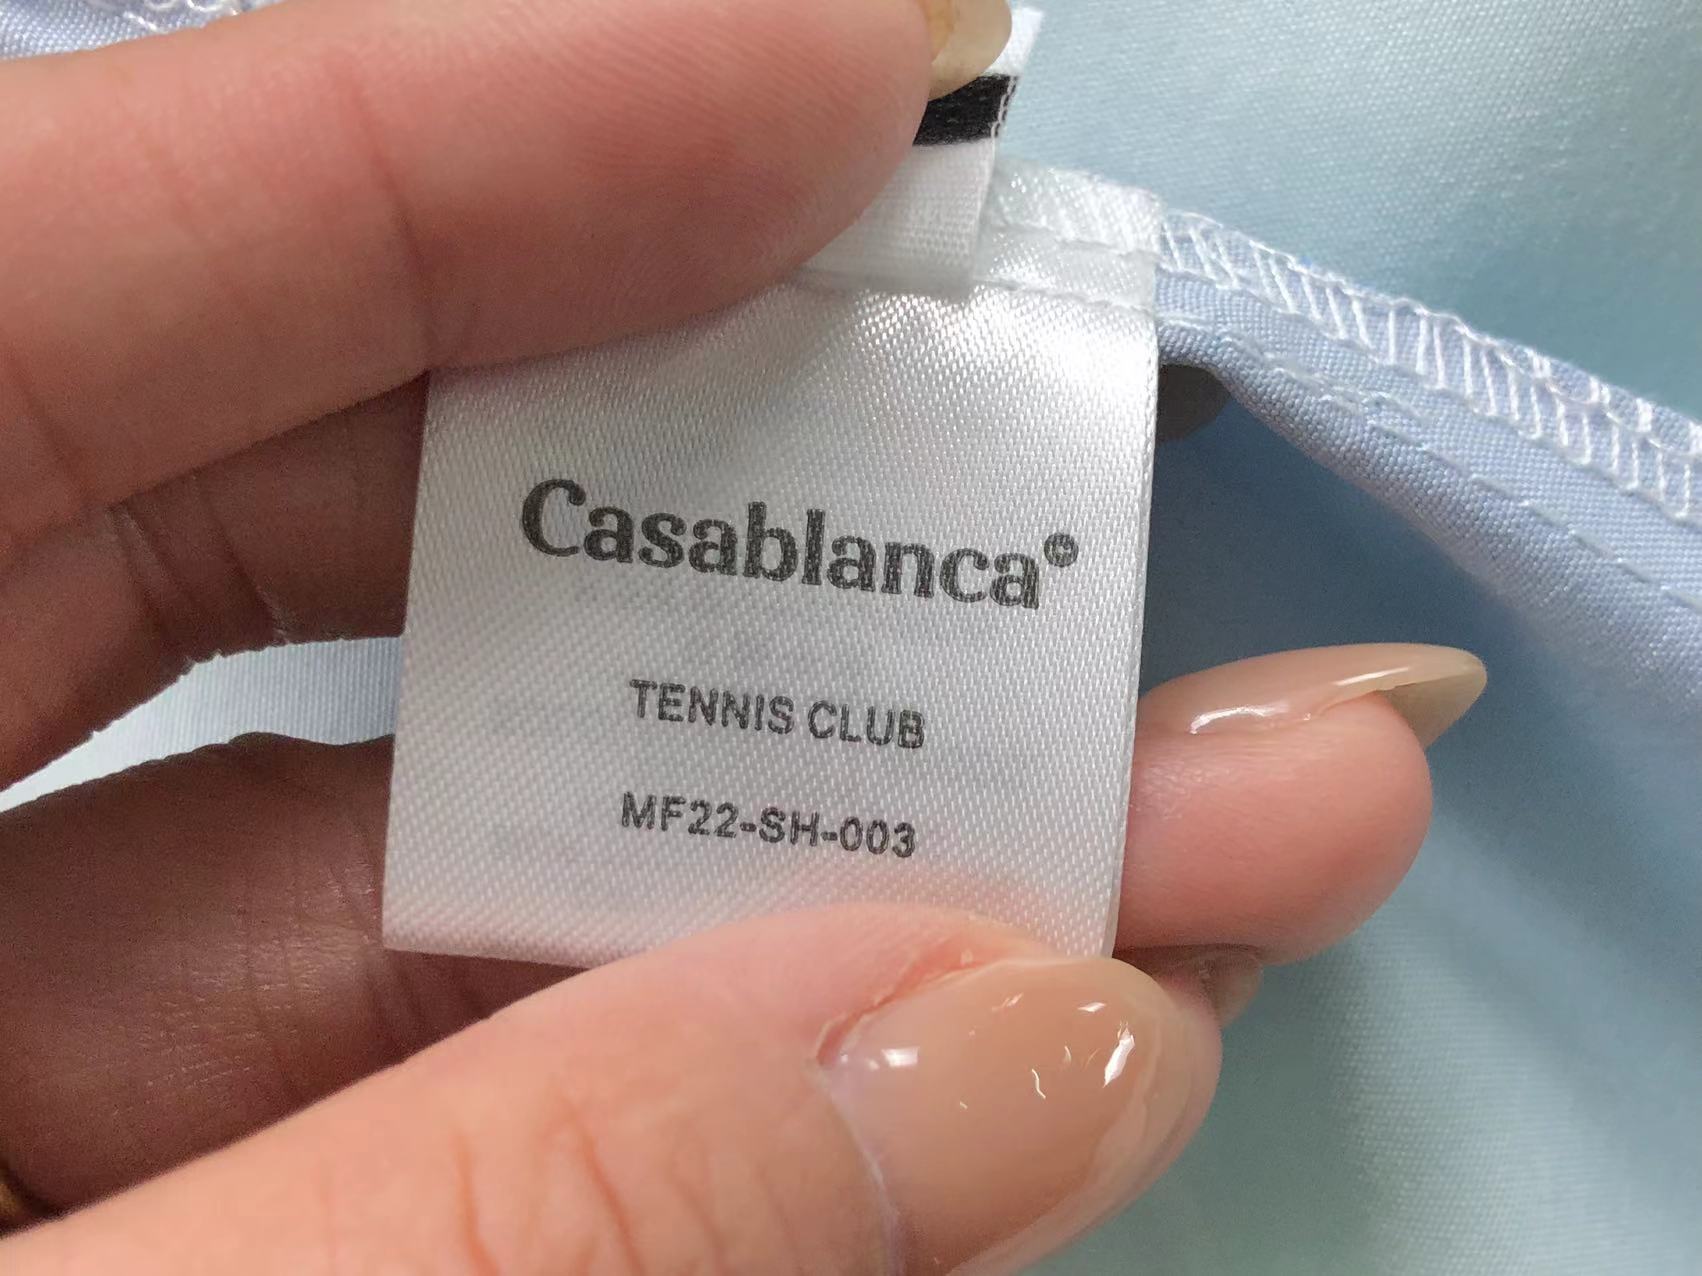 Casablanca©
TENNIS CLUB
MF22-SH-003